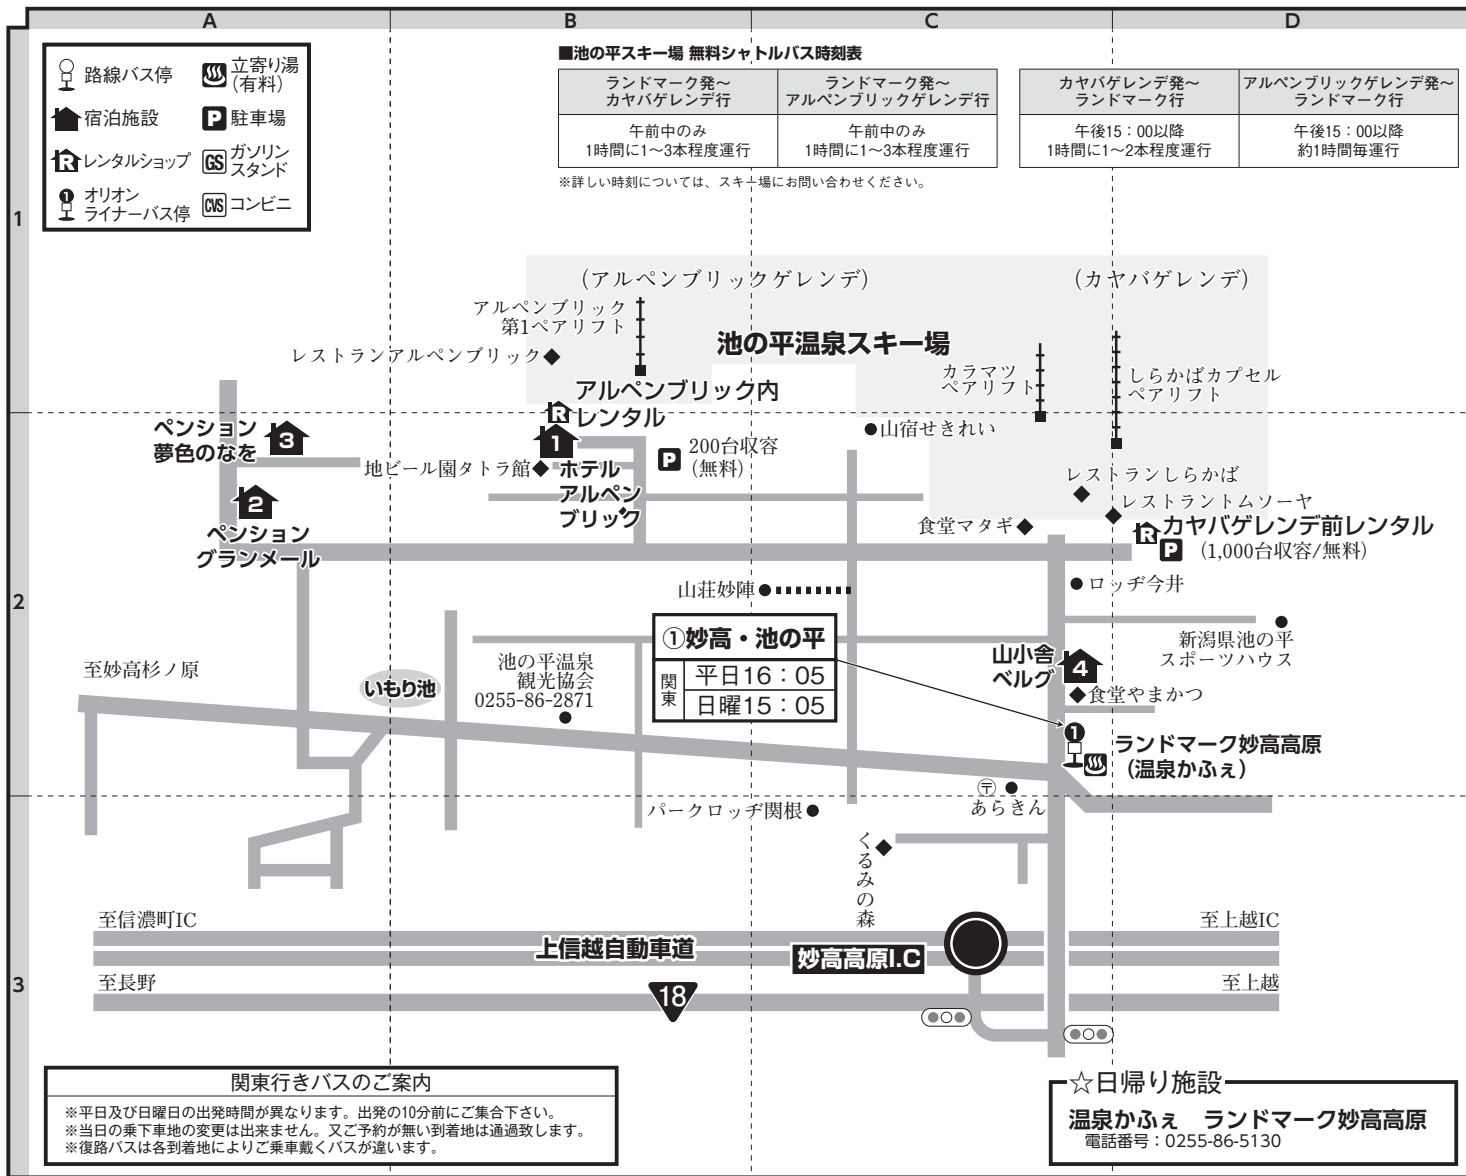 A
B
C
D
1
2
3
路線バス停
立寄り湯
(有料)
宿泊施設
P 駐車場
R レンタルショップ
GS ガソリン
スタンド
1 オリオン
ライナーバス停
CVS コンビニ
■池の平スキー場 無料シャトルバス時刻表
ランドマーク発～
カヤバゲレンデ行
ランドマーク発～
アルペンブリックゲレンデ行
カヤバゲレンデ発～
ランドマーク行
アルペンブリックゲレンデ発～
ランドマーク行
午前中のみ
1時間に1～3本程度運行
午前中のみ
1時間に1～3本程度運行
午後15：00以降
1時間に1～2本程度運行
午後15：00以降
約1時間毎運行
※詳しい時刻については、スキー場にお問い合わせください。
(アルペンブリックゲレンデ)
(カヤバゲレンデ)
アルペンブリック
第1ペアリフト
池の平温泉スキー場
レストランアルペンブリック
カラマツ
ペアリフト
しらかばカプセル
ペアリフト
R アルペンブリック内
レンタル
ペンション
夢色のなを
3
1
ホテル
アルペン
ブリック
地ビール園タトラ館
P 200台収容
(無料)
山宿せきれい
レストランしらかば
レストラントムソーヤ
2
ペンション
グランメール
食堂マタギ
R カヤバゲレンデ前レンタル
P (1,000台収容/無料)
山荘妙陣
ロッヂ今井
①妙高・池の平
関東
平日16：05
日曜15：05
新潟県池の平
スポーツハウス
山小舎
ベルグ
4
食堂やまかつ
至妙高杉ノ原
いもり池
池の平温泉
観光協会
0255-86-2871
1
ランドマーク妙高高原
(温泉かふぇ)
〒
あらきん
パークロッヂ関根
くるみの森
至信濃町IC
至上越IC
上信越自動車道
妙高高原I.C
至長野
18
至上越
関東行きバスのご案内
※平日及び日曜日の出発時間が異なります。出発の10分前にご集合下さい。
※当日の乗下車地の変更は出来ません。又ご予約が無い到着地は通過致します。
※復路バスは各到着地によりご乗車戴くバスが違います。
☆日帰り施設
温泉かふぇ ランドマーク妙高高原
電話番号：0255-86-5130